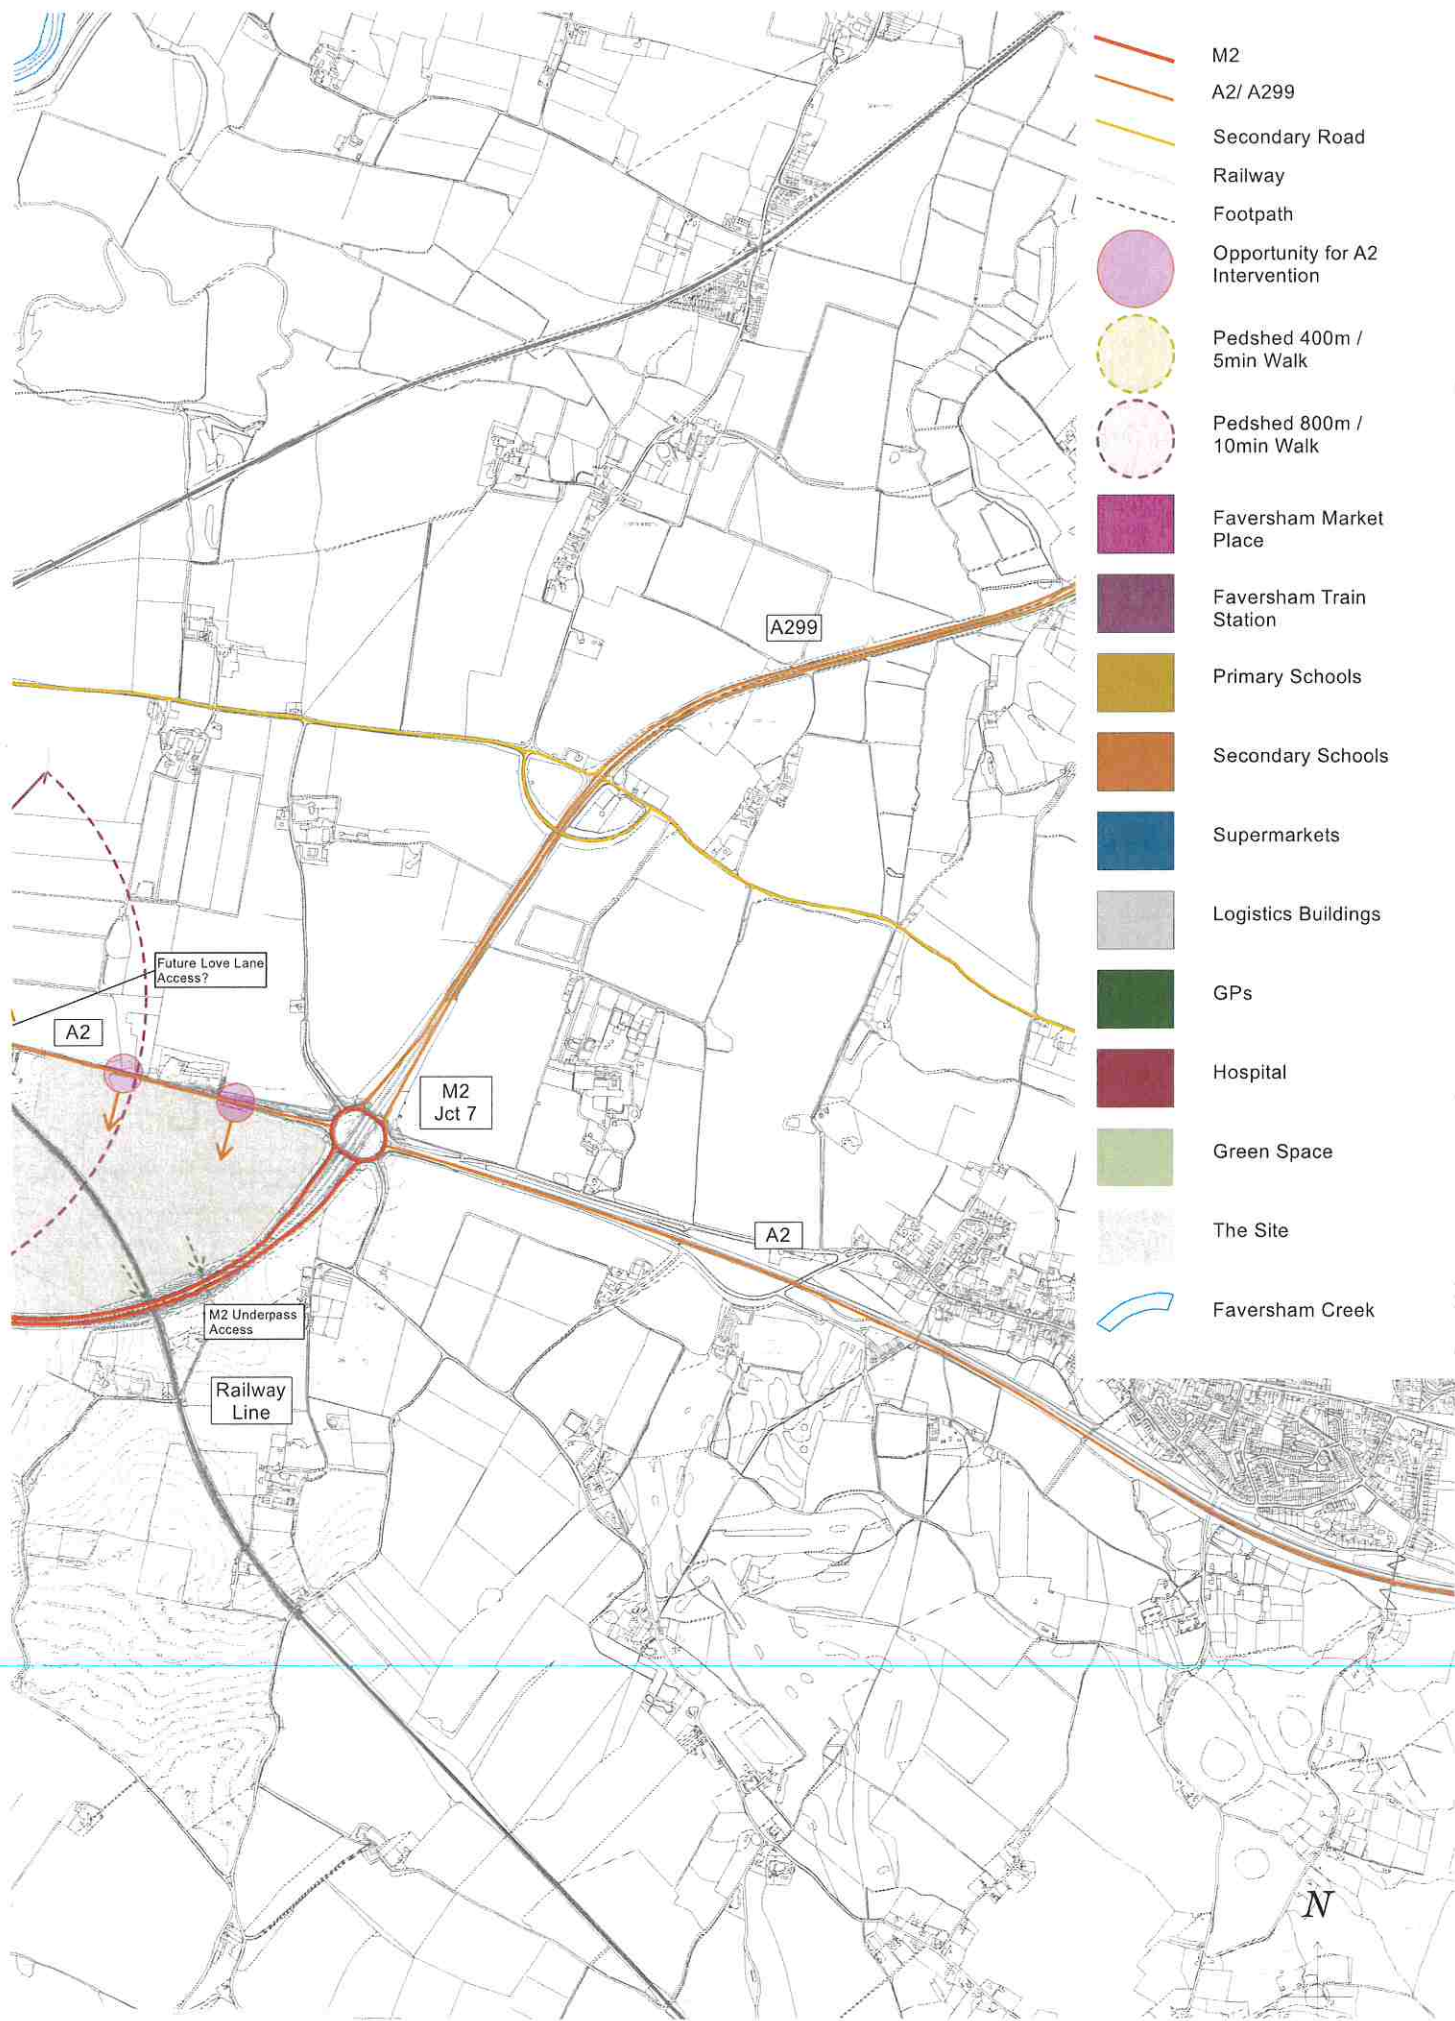 M2
A2/ A299
Secondary Road
Railway
Footpath
Opportunity for A2
Intervention
Pedshed 400m /
5min Walk
Pedshed 800m /
10min Walk
Faversham Market
Place
Faversham Train
Station
Primary Schools
Secondary Schools
Supermarkets
Logistics Buildings
GPs
Hospital
Green Space
The Site
Faversham Creek
A299
Future Love Lane
Access?
A2
M2
Jct 7
A2
M2 Underpass
Access
Railway
Line
N